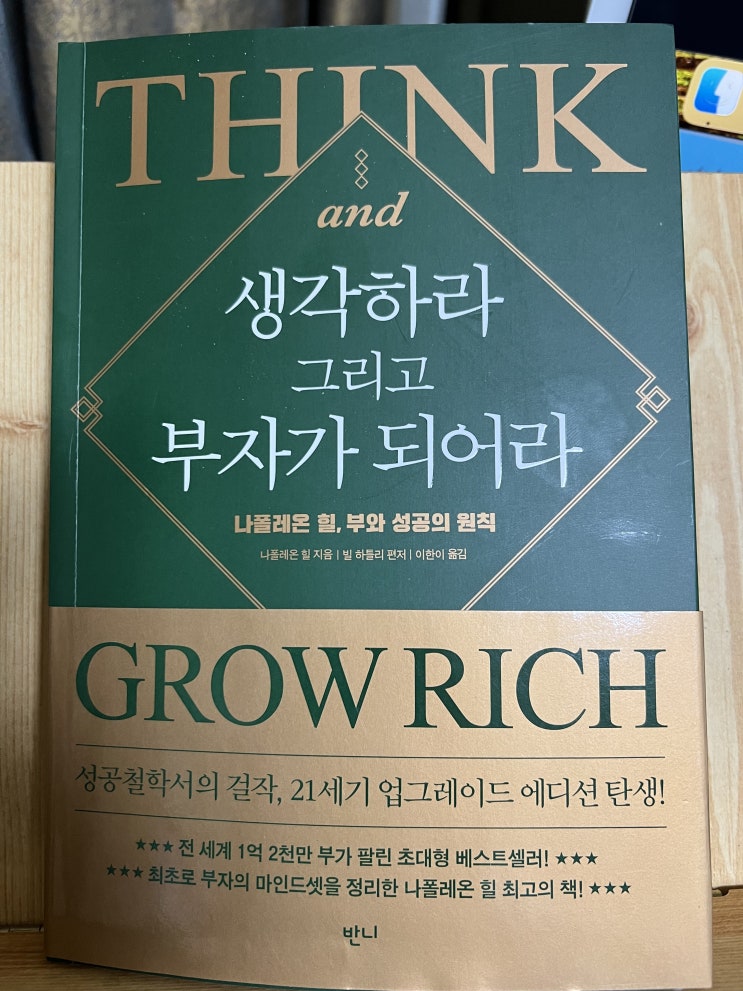 THINK
and
생각하라
그리고
부자가 되어라
나폴레온 힐, 부와 성공의 원칙
나폴레온 힐 지음 | 빌 하틀리 편저 | 이한이 옮김
GROW RICH
성공철학서의 걸작, 21세기 업그레이드 에디션 탄생!
★★★ 전 세계 1억 2천만 부가 팔린 초대형 베스트셀러! ★★★
★★★ 최초로 부자의 마인드셋을 정리한 나폴레온 힐 최고의 책! ★★★
반니